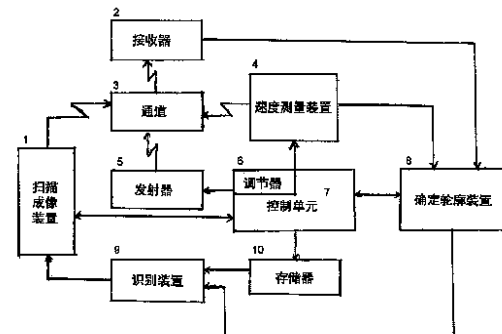 2
接收器
3
通道
4
速度测量装置
1
扫描
成像
装置
5
发射器
6
调节器
7
控制单元
8
确定轮廓装置
9
识别装置
10
存储器